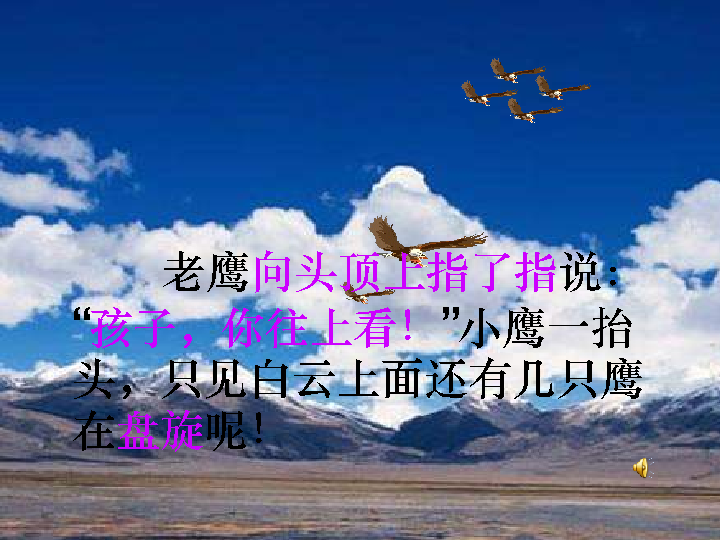 老鹰向头顶上指了指说：
“孩子，你往上看！”小鹰一抬
头，只见白云上面还有几只鹰
在盘旋呢！